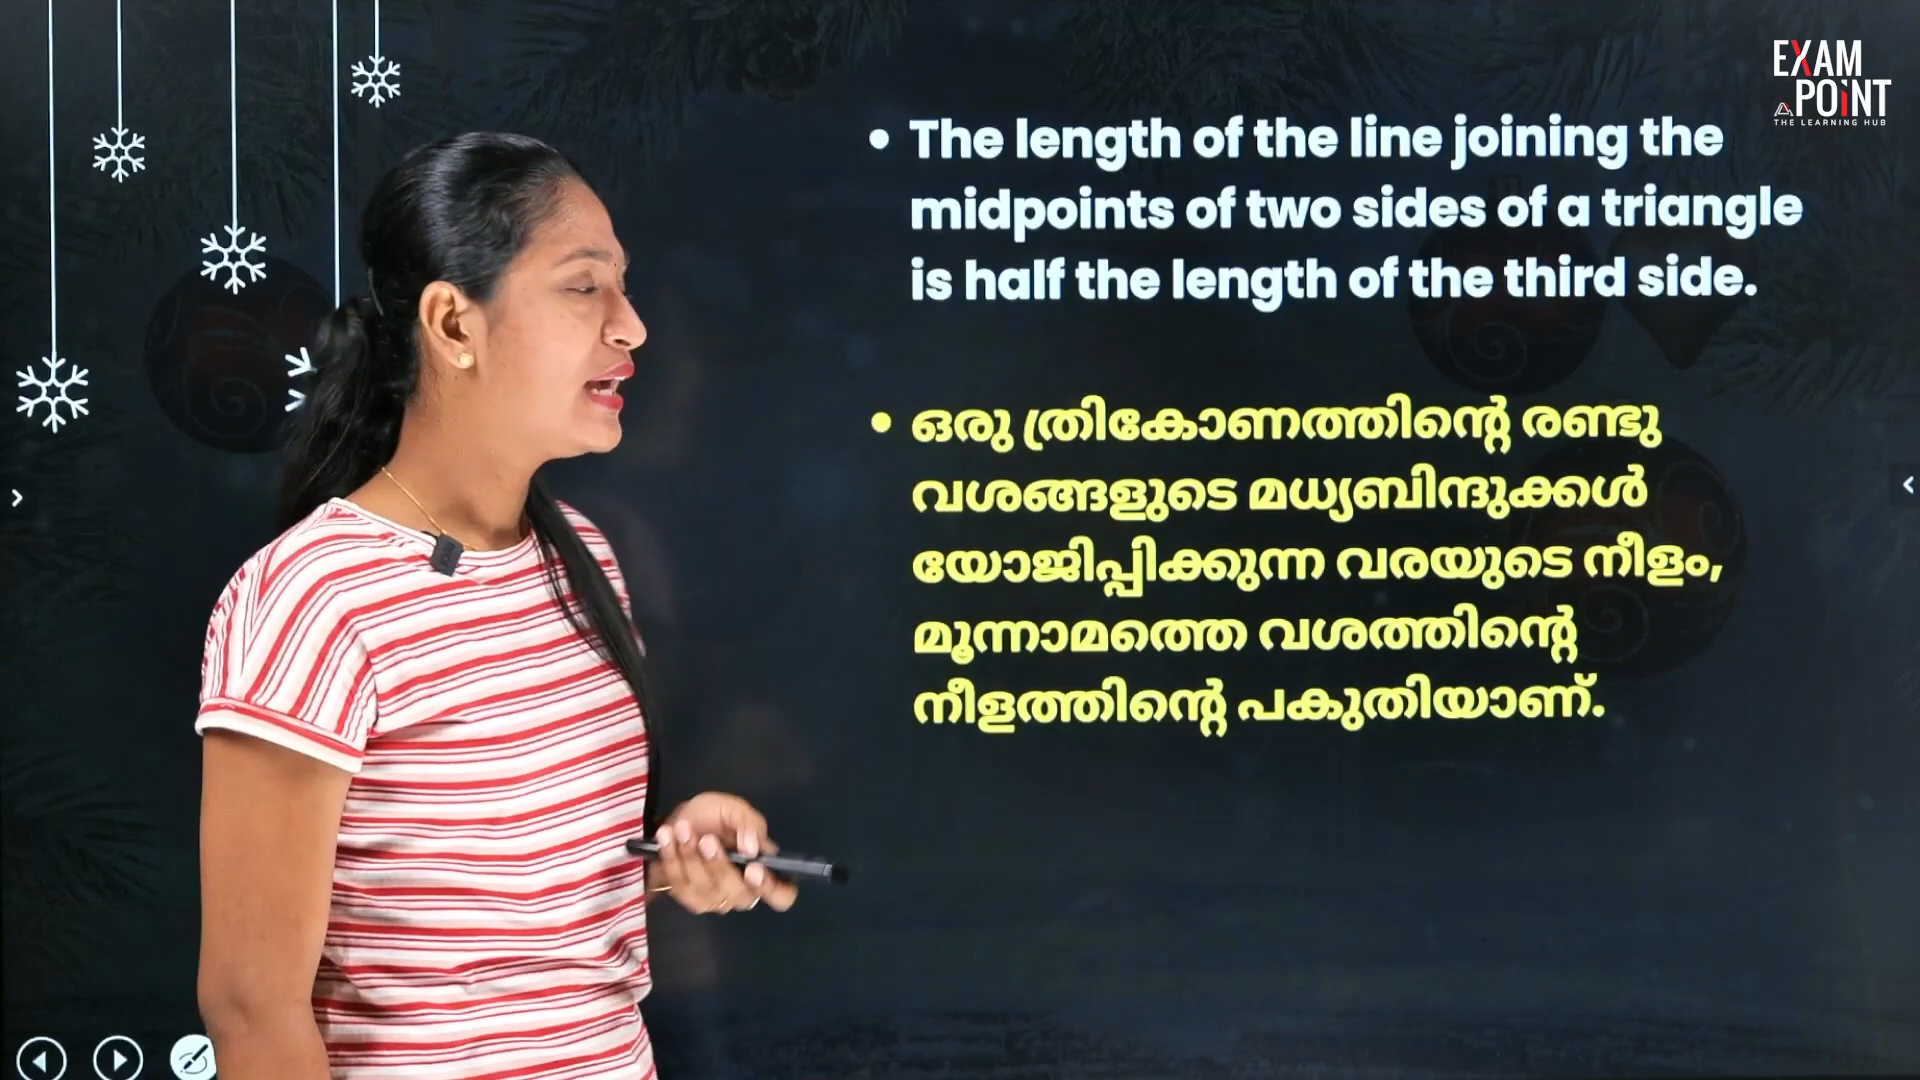 EXAM
POINT
THE LEARNING HUB
• The length of the line joining the
midpoints of two sides of a triangle
is half the length of the third side.
• ഒരു ത്രികോണത്തിന്റെ രണ്ടു
വശങ്ങളുടെ മധ്യബിന്ദുക്കൾ
യോജിപ്പിക്കുന്ന വരയുടെ നീളം,
മൂന്നാമത്തെ വശത്തിന്റെ
നീളത്തിന്റെ പകുതിയാണ്.